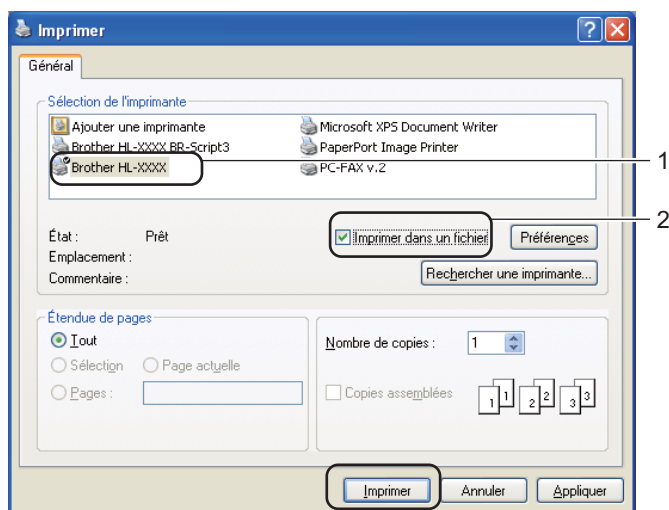 Imprimer
Général
Sélection de l'imprimante
Ajouter une imprimante
Microsoft XPS Document Writer
Brother HL-XXXX BR-Script3
PaperPort Image Printer
Brother HL-XXXX
PC-FAX v.2
1
2
État : Prêt
Imprimer dans un fichier
Préférences
Emplacement :
Commentaire :
Rechercher une imprimante...
Étendue de pages
Tout
Nombre de copies : 1
Sélection Page actuelle
Pages :
Copies assemblées
1 1 2 2 3 3
Imprimer Annuler Appliquer